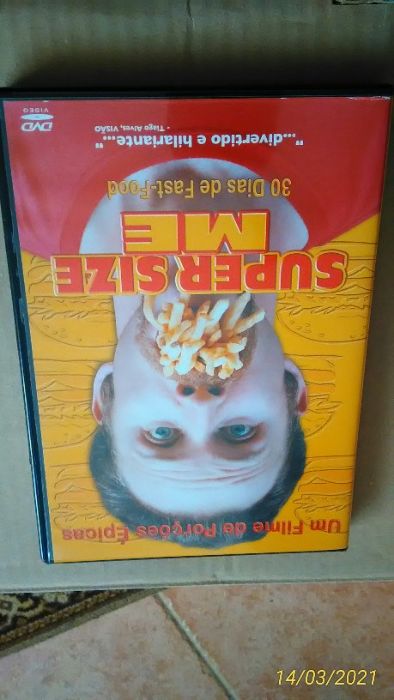 Um Filme de Porções Épicas
SUPER SIZE
ME
30 Dias de Fast-Food
"...divertido e hilariante..."
- Tiago Alves, VISÃO
DVD
VIDEO
14/03/2021